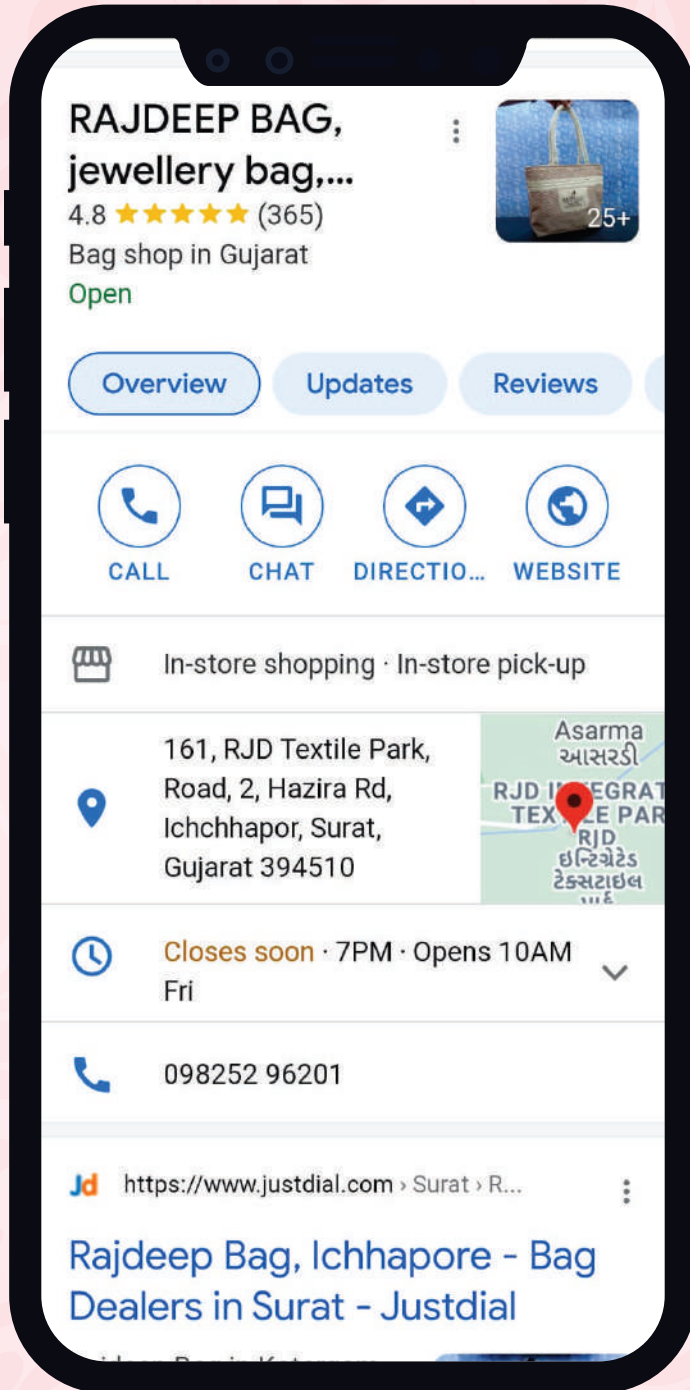 RAJDEEP BAG,
jewellery bag,...
4.8 ★★★★★ (365)
25+
Bag shop in Gujarat
Open
Overview
Updates
Reviews
CALL
CHAT
DIRECTIO...
WEBSITE
In-store shopping · In-store pick-up
161, RJD Textile Park,
Road, 2, Hazira Rd,
Ichchhapor, Surat,
Gujarat 394510
Asarma
આસરડી
RJD
ઇન્ટિગ્રેટેડ
ટેક્સટાઇલ
Closes soon · 7PM · Opens 10AM
Fri
098252 96201
Jd https://www.justdial.com › Surat › R...
Rajdeep Bag, Ichhapore - Bag
Dealers in Surat - Justdial